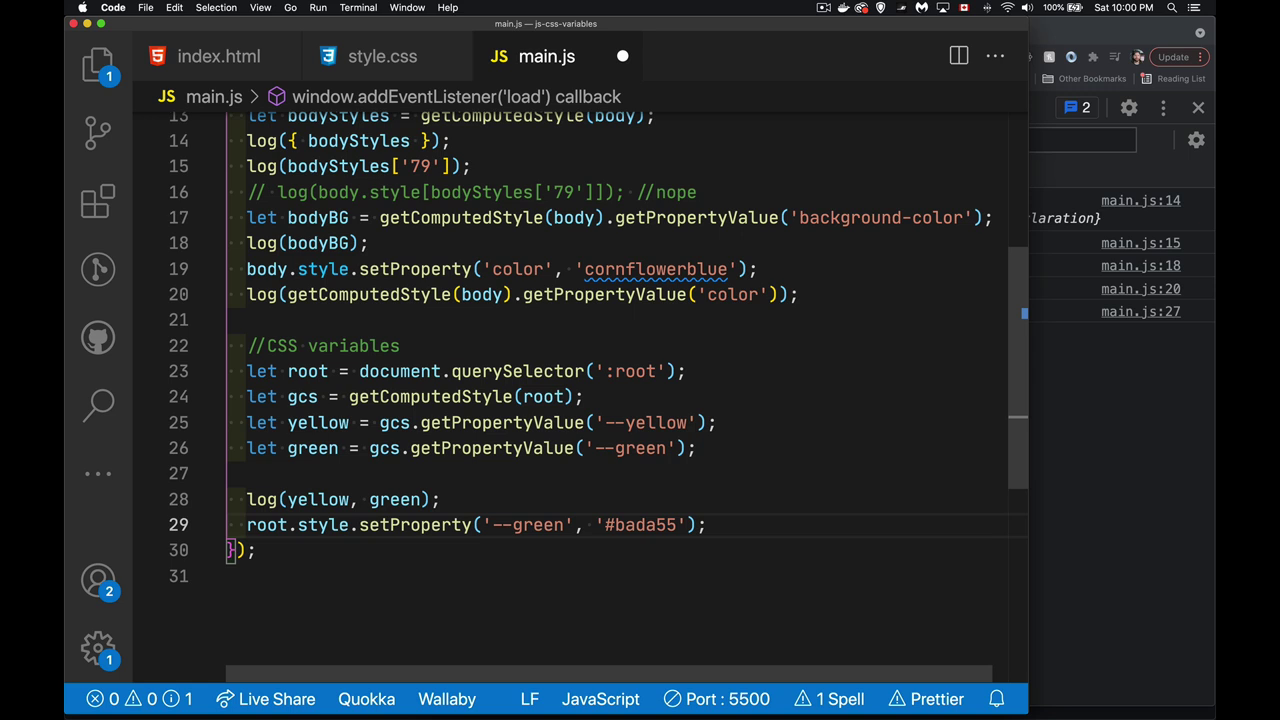 Code File Edit Selection View Go Run Terminal Window Help 100% Sat 10:00 PM
main.js — js-css-variables
index.html style.css JS main.js
Update
JS main.js > window.addEventListener('load') callback
Other Bookmarks Reading List
1
2
13 let bodyStyles = getComputedStyle(body);
14 log({ bodyStyles });
15 log(bodyStyles['79']);
16 // log(body.style[bodyStyles['79']]); //nope
17 let bodyBG = getComputedStyle(body).getPropertyValue('background-color');
18 log(bodyBG);
19 body.style.setProperty('color', 'cornflowerblue');
20 log(getComputedStyle(body).getPropertyValue('color'));
21
22 //CSS variables
23 let root = document.querySelector(':root');
24 let gcs = getComputedStyle(root);
25 let yellow = gcs.getPropertyValue('--yellow');
26 let green = gcs.getPropertyValue('--green');
27
28 log(yellow, green);
29 root.style.setProperty('--green', '#bada55');
30 });
31
main.js:14
laration}
main.js:15
main.js:18
main.js:20
main.js:27
2
1
0 0 1 Live Share Quokka Wallaby LF JavaScript Port : 5500 1 Spell Prettier